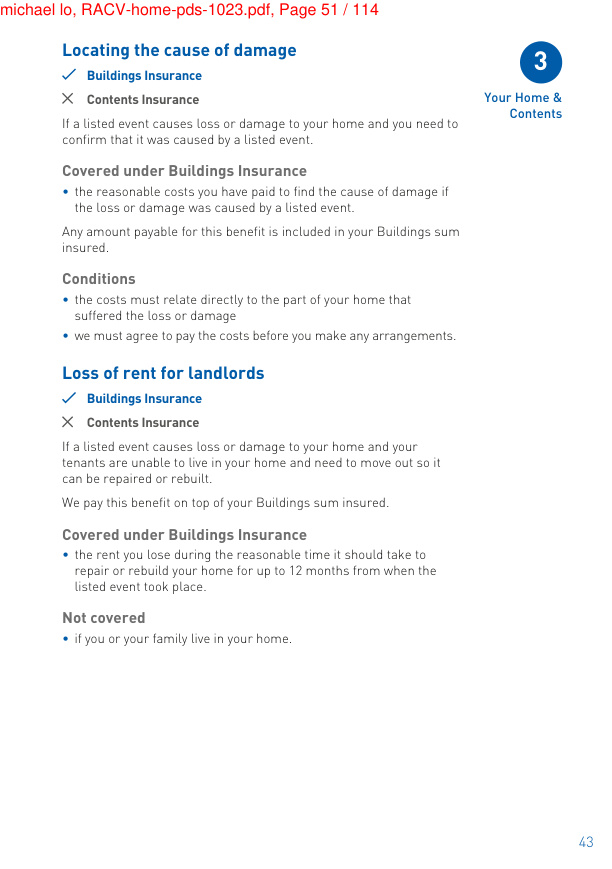 michael lo, RACV-home-pds-1023.pdf, Page 51 / 114
Locating the cause of damage
Buildings Insurance
Contents Insurance
If a listed event causes loss or damage to your home and you need to
confirm that it was caused by a listed event.
Covered under Buildings Insurance
• the reasonable costs you have paid to find the cause of damage if
the loss or damage was caused by a listed event.
Any amount payable for this benefit is included in your Buildings sum
insured.
Conditions
• the costs must relate directly to the part of your home that
suffered the loss or damage
• we must agree to pay the costs before you make any arrangements.
Loss of rent for landlords
Buildings Insurance
Contents Insurance
If a listed event causes loss or damage to your home and your
tenants are unable to live in your home and need to move out so it
can be repaired or rebuilt.
We pay this benefit on top of your Buildings sum insured.
Covered under Buildings Insurance
• the rent you lose during the reasonable time it should take to
repair or rebuild your home for up to 12 months from when the
listed event took place.
Not covered
• if you or your family live in your home.
3
Your Home &
Contents
43